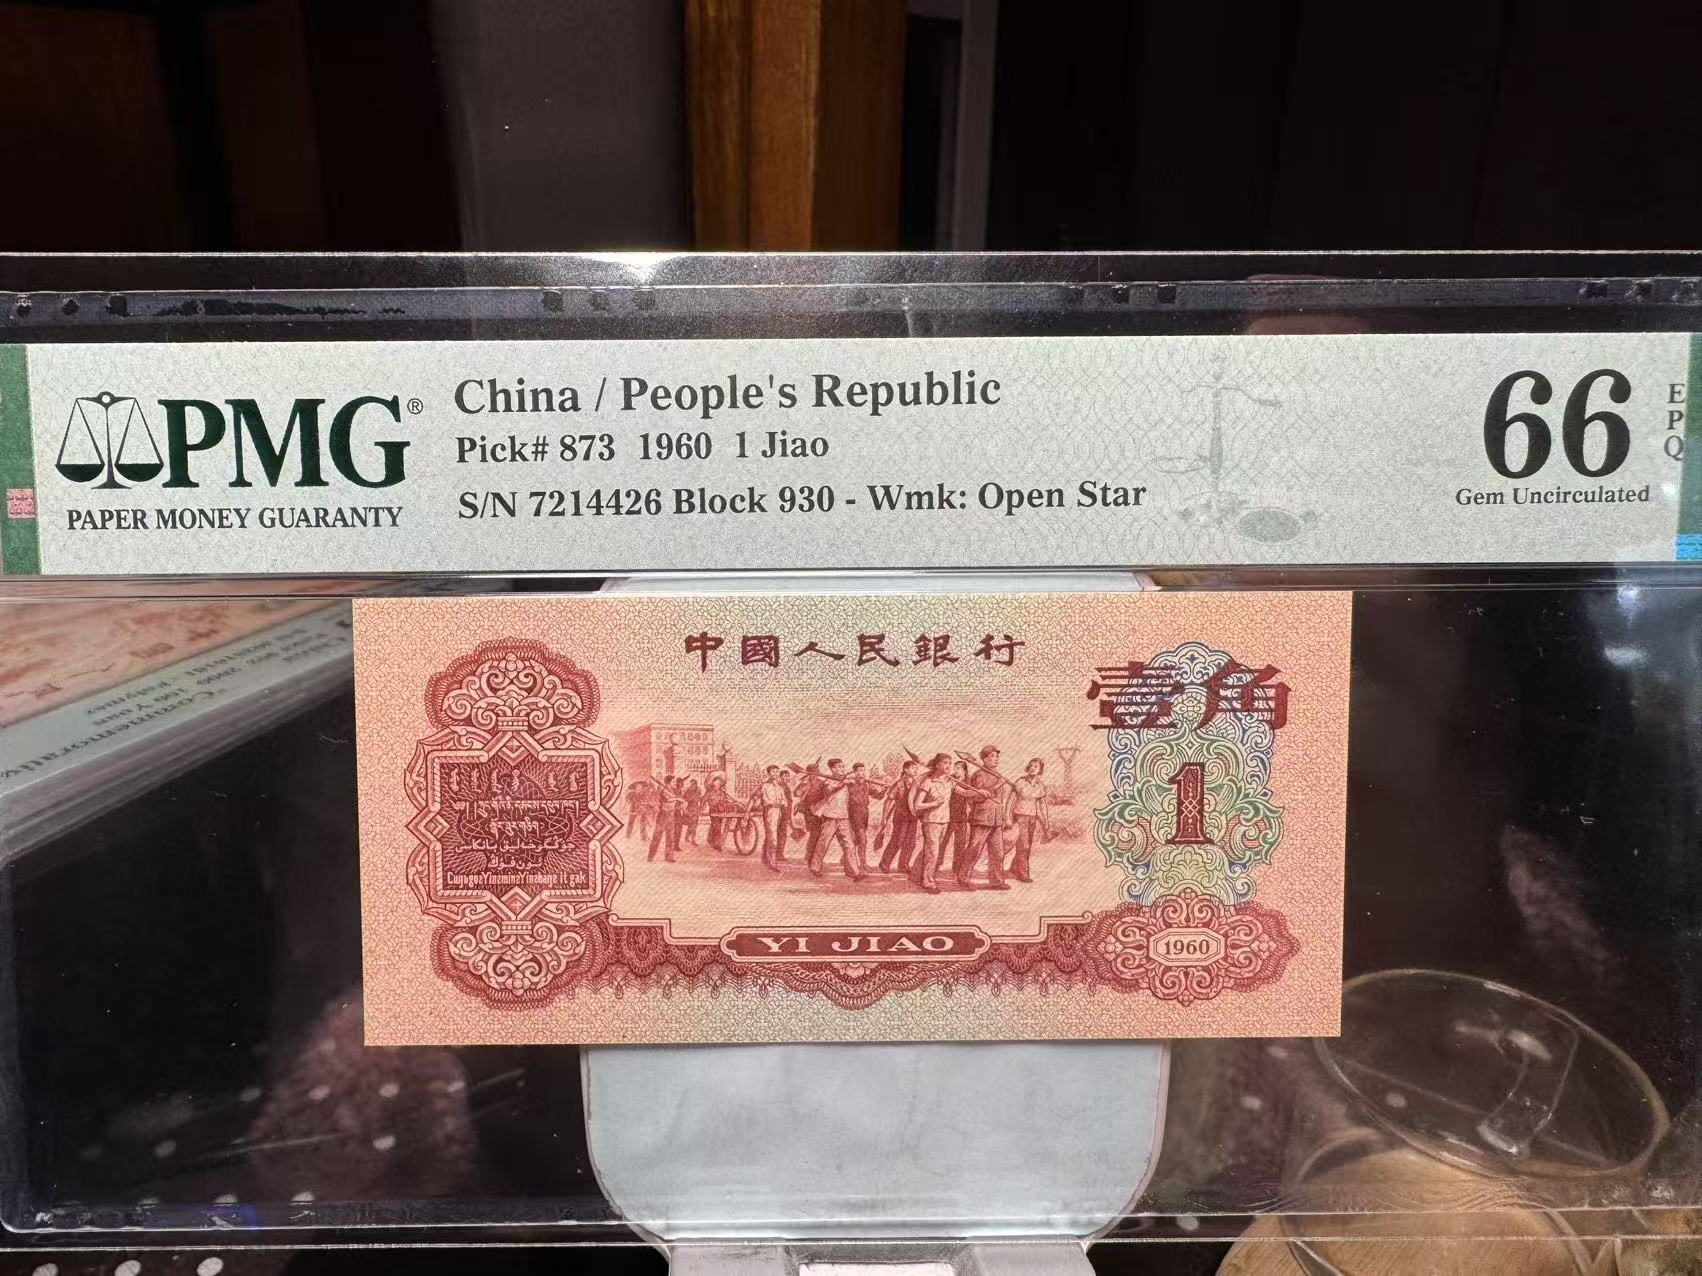 PMG®
PAPER MONEY GUARANTY
China / People's Republic
Pick# 873 1960 1 Jiao
S/N 7214426 Block 930 - Wmk: Open Star
66
EPQ
Gem Uncirculated
中國人民銀行
壹角
1
YI JIAO
1960